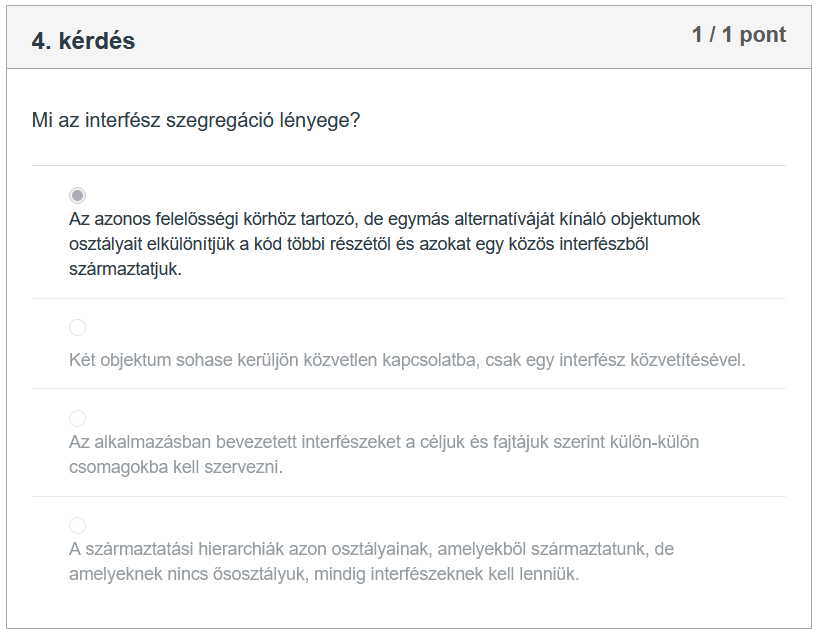 4. kérdés
1 / 1 pont
Mi az interfész szegregáció lényege?
Az azonos felelősségi körhöz tartozó, de egymás alternatíváját kínáló objektumok
osztályait elkülönítjük a kód többi részétől és azokat egy közös interfészből
származtatjuk.
Két objektum sohase kerüljön közvetlen kapcsolatba, csak egy interfész közvetítésével.
Az alkalmazásban bevezetett interfészeket a céljuk és fajtájuk szerint külön-külön
csomagokba kell szervezni.
A származtatási hierarchiák azon osztályainak, amelyekből származtatunk, de
amelyeknek nincs ősosztályuk, mindig interfészeknek kell lenniük.